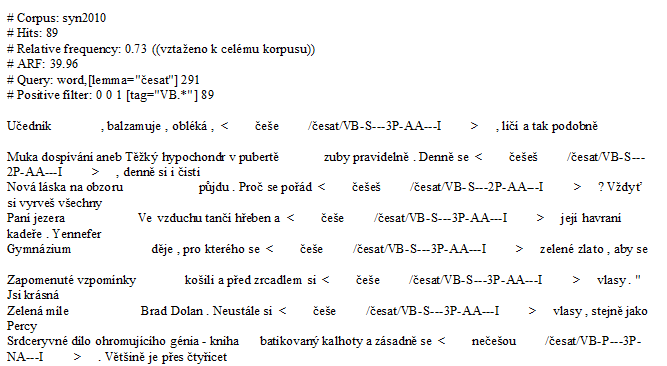 # Corpus: syn2010
# Hits: 89
# Relative frequency: 0.73 ((vztaženo k celému korpusu))
# ARF: 39.96
# Query: word,[lemma="česat"] 291
# Positive filter: 0 0 1 [tag="VB.*"] 89
Učedník , balzamuje , obléká , < češe /česat/VB-S---3P-AA---I > , líčí a tak podobně
Muka dospívání aneb Těžký hypochondr v pubertě zuby pravidelně . Denně se < češeš /česat/VB-S---
2P-AA---I > , denně si i čisti
Nová láska na obzoru půjdu . Proč se pořád < češeš /česat/VB-S---2P-AA---I > ? Vždyť
si vyrveš všechny
Paní jezera Ve vzduchu tančí hřeben a < češe /česat/VB-S---3P-AA---I > její havraní
kadeře . Yennefer
Gymnázium děje , pro kterého se < češe /česat/VB-S---3P-AA---I > zelené zlato , aby se
Zapomenuté vzpomínky košili a před zrcadlem si < češe /česat/VB-S---3P-AA---I > vlasy . "
Jsi krásná
Zelená míle Brad Dolan . Neustále si < češe /česat/VB-S---3P-AA---I > vlasy , stejně jako
Percy
Srdceryvné dílo ohromujícího génia - kniha batikovaný kalhoty a zásadně se < nečešou /česat/VB-P---3P-
NA---I > . Většině je přes čtyřicet